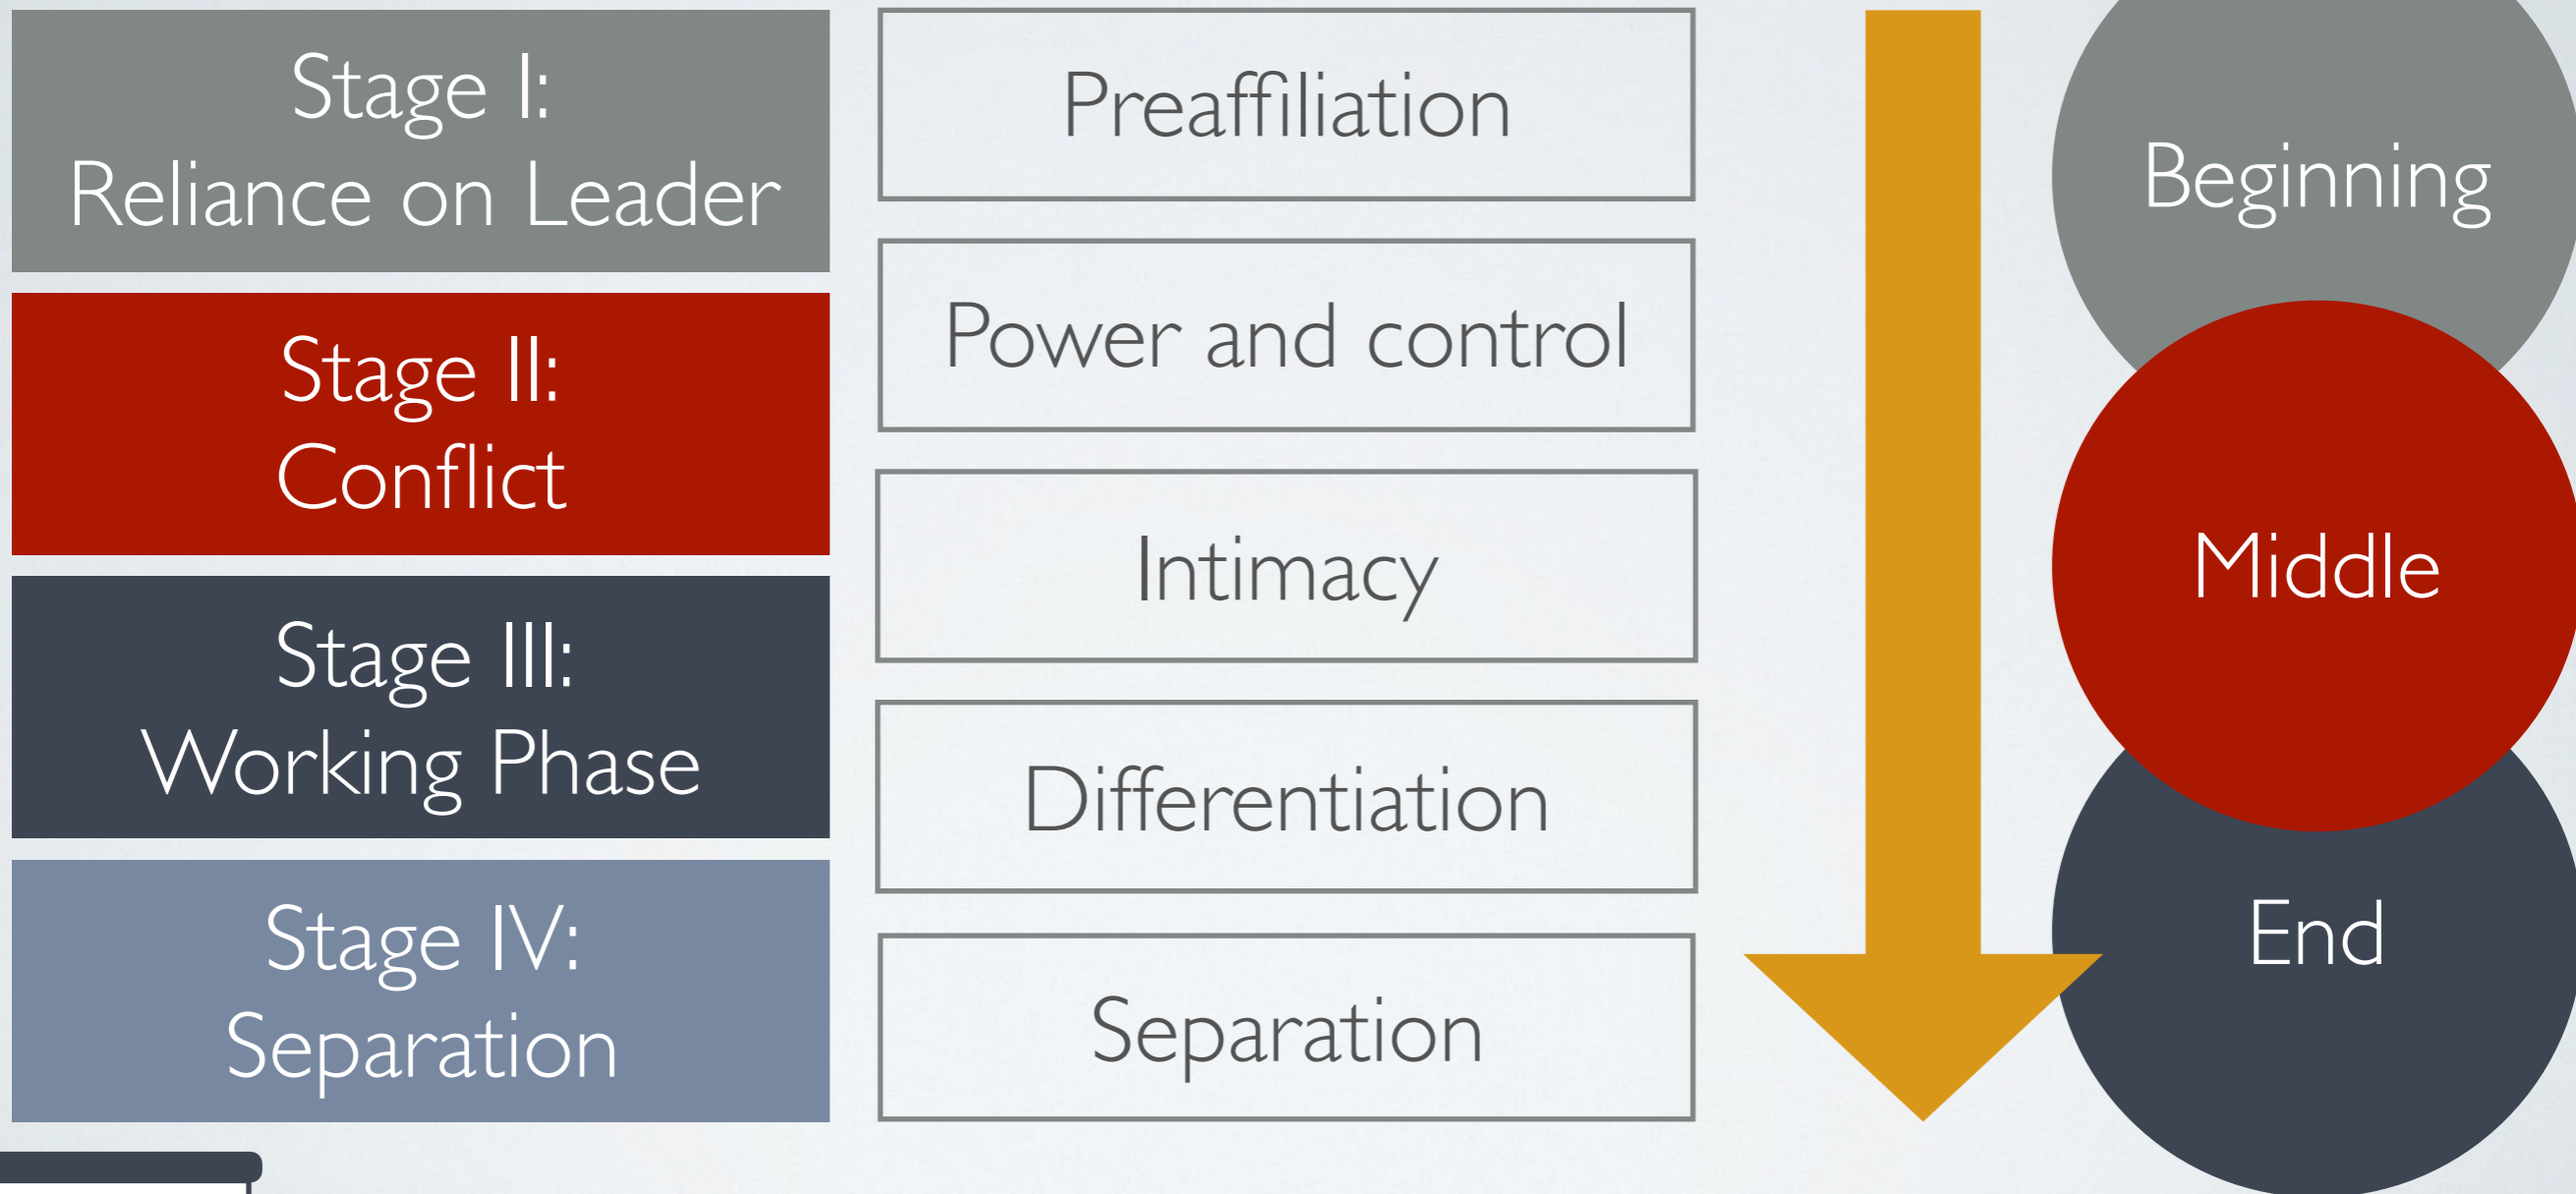 Stage I:
Reliance on Leader
Stage II:
Conflict
Stage III:
Working Phase
Stage IV:
Separation
Preaffiliation
Power and control
Intimacy
Differentiation
Separation
Beginning
Middle
End